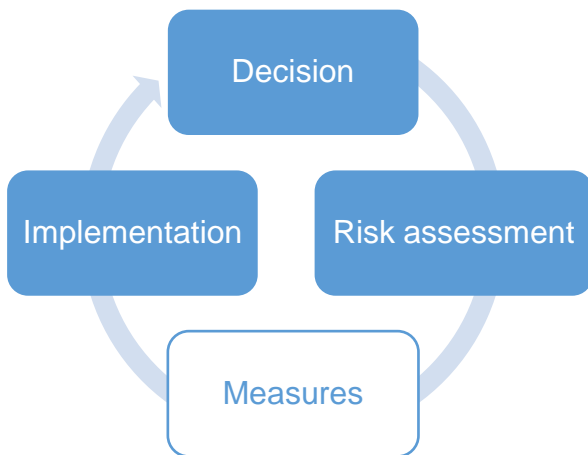 Decision
Risk assessment
Measures
Implementation